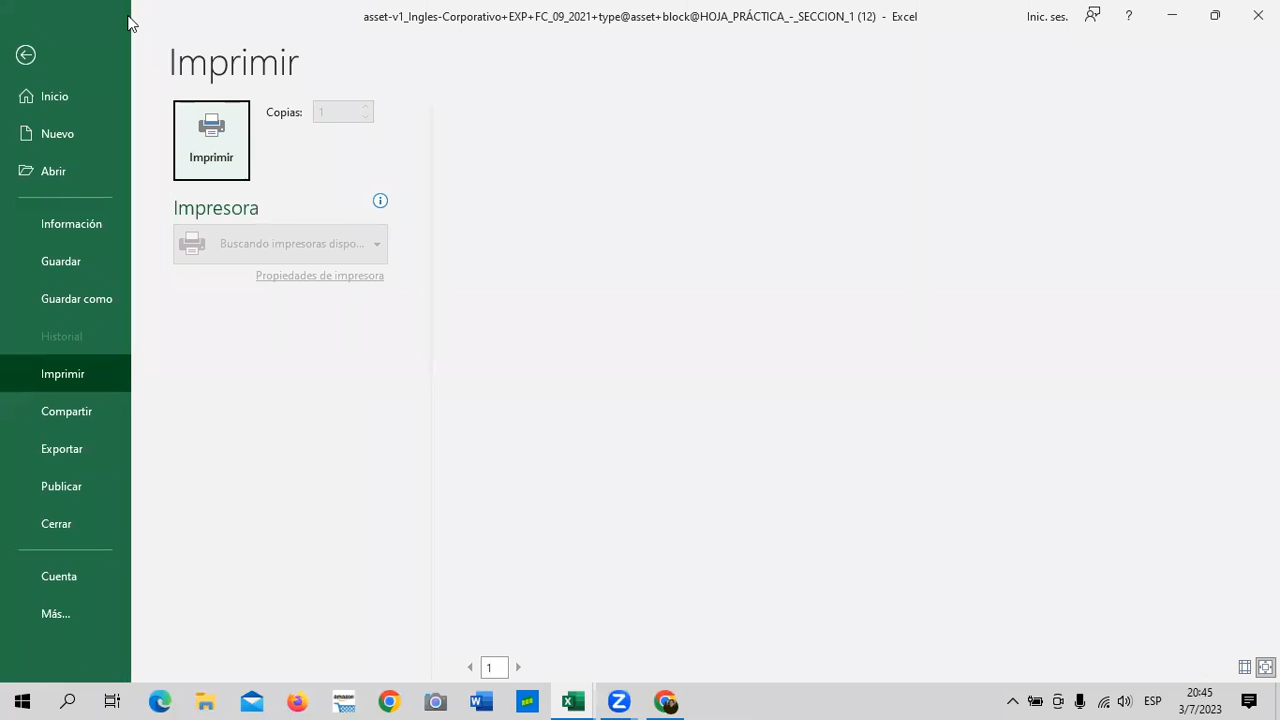 asset-v1_Ingles-Corporativo+EXP+FC_09_2021+type@asset+block@HOJA_PRÁCTICA_-_SECCION_1 (12) - Excel
Inic. ses.
Imprimir
Inicio
Nuevo
Abrir
Información
Guardar
Guardar como
Historial
Imprimir
Compartir
Exportar
Publicar
Cerrar
Cuenta
Más...
Imprimir
Copias: 1
Impresora
Buscando impresoras dispo...
Propiedades de impresora
1
ESP
20:45
3/7/2023